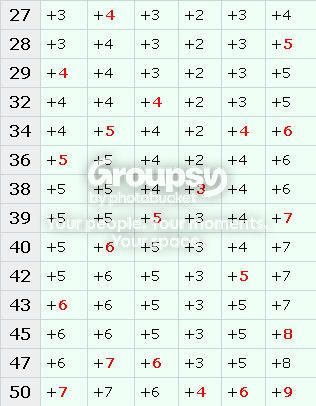 27 +3 +4 +3 +2 +3 +4
28 +3 +4 +3 +2 +3 +5
29 +4 +4 +3 +2 +3 +5
32 +4 +4 +4 +2 +3 +5
34 +4 +5 +4 +2 +4 +6
36 +5 +5 +4 +2 +4 +6
38 +5 +5 +4 +3 +4 +6
Groupsy
by photobucket
39 +5 +5 +5 +3 +4 +7
Your people. Your moments.
40 +5 +6 +5 +3 +4 +7
Your space.
42 +5 +6 +5 +3 +5 +7
43 +6 +6 +5 +3 +5 +7
45 +6 +6 +5 +3 +5 +8
47 +6 +7 +6 +3 +5 +8
50 +7 +7 +6 +4 +6 +9